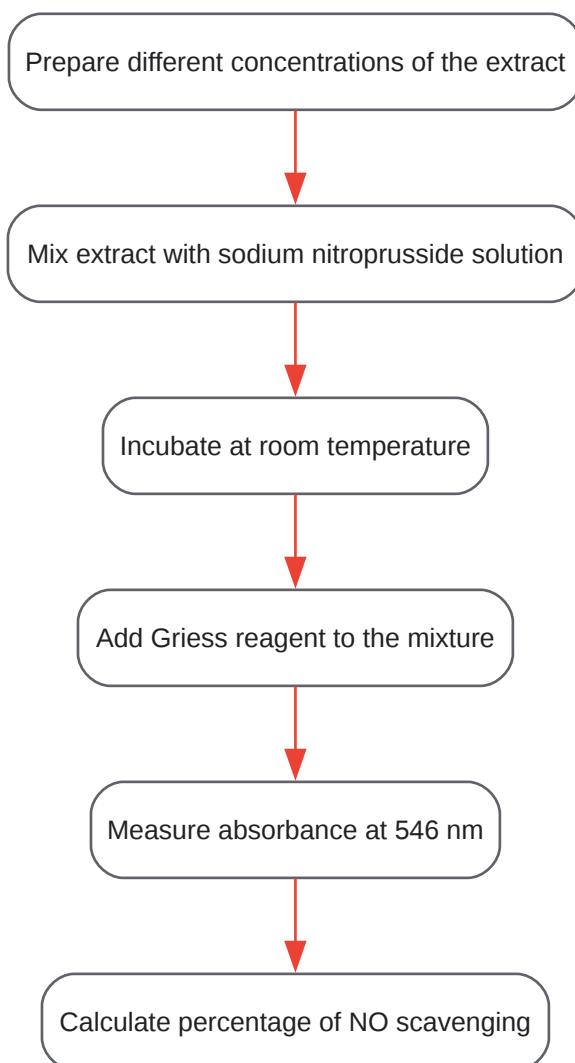 Prepare different concentrations of the extract
Mix extract with sodium nitroprusside solution
Incubate at room temperature
Add Griess reagent to the mixture
Measure absorbance at 546 nm
Calculate percentage of NO scavenging